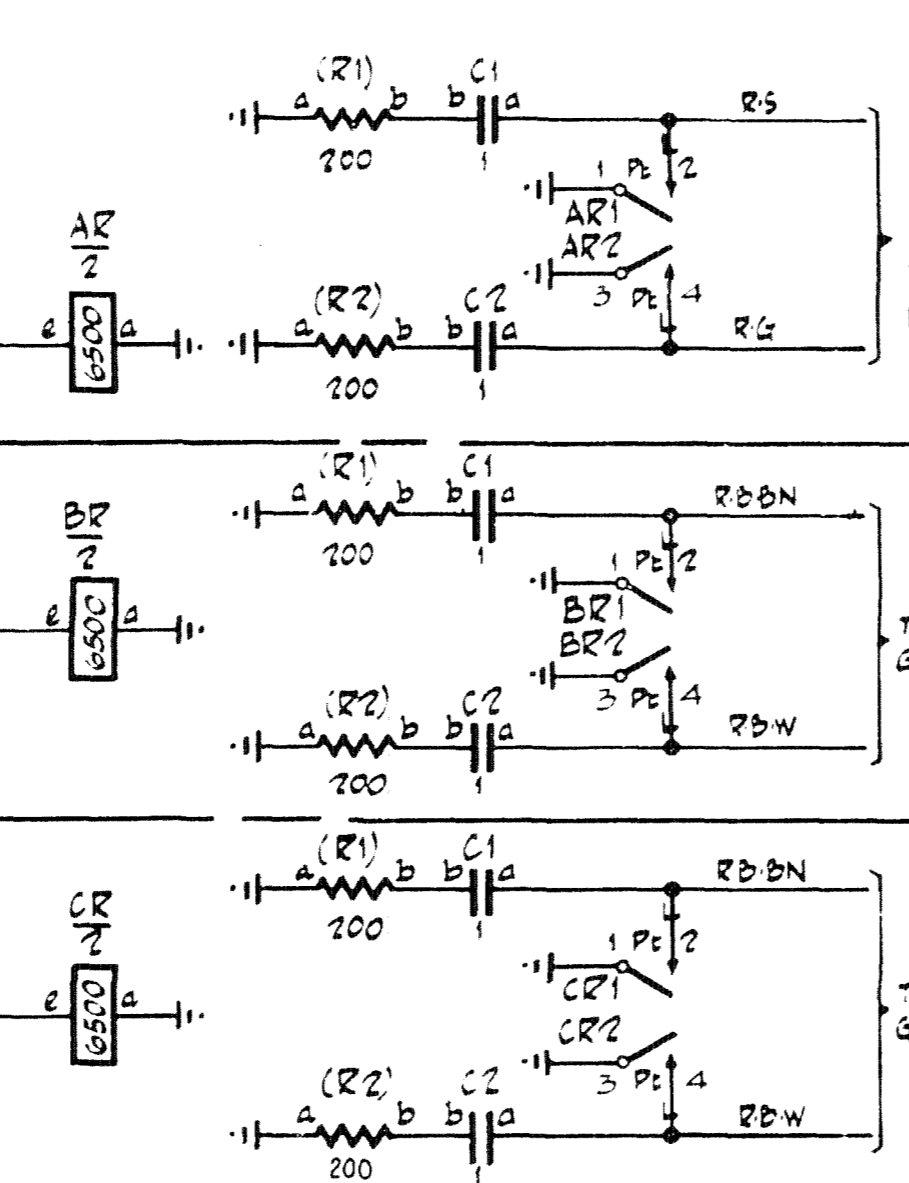 (R1) C1
a b b a R·S
200 1
1 Pt 2
AR1
AR
2
AR2
3 Pt 4
(R2) C2
e 6500 a
a b b a R·G
200 1
(R1) C1
a b b a R·B·BN
200 1
BR
2
1 Pt 2
BR1
e 6500 a
BR2
3 Pt 4
(R2) C2
a b b a R·B·W
200 1
(R1) C1
a b b a R·B·BN
200 1
CR
2
1 Pt 2
CR1
e 6500 a
CR2
3 Pt 4
(R2) C2
a b b a R·B·W
200 1